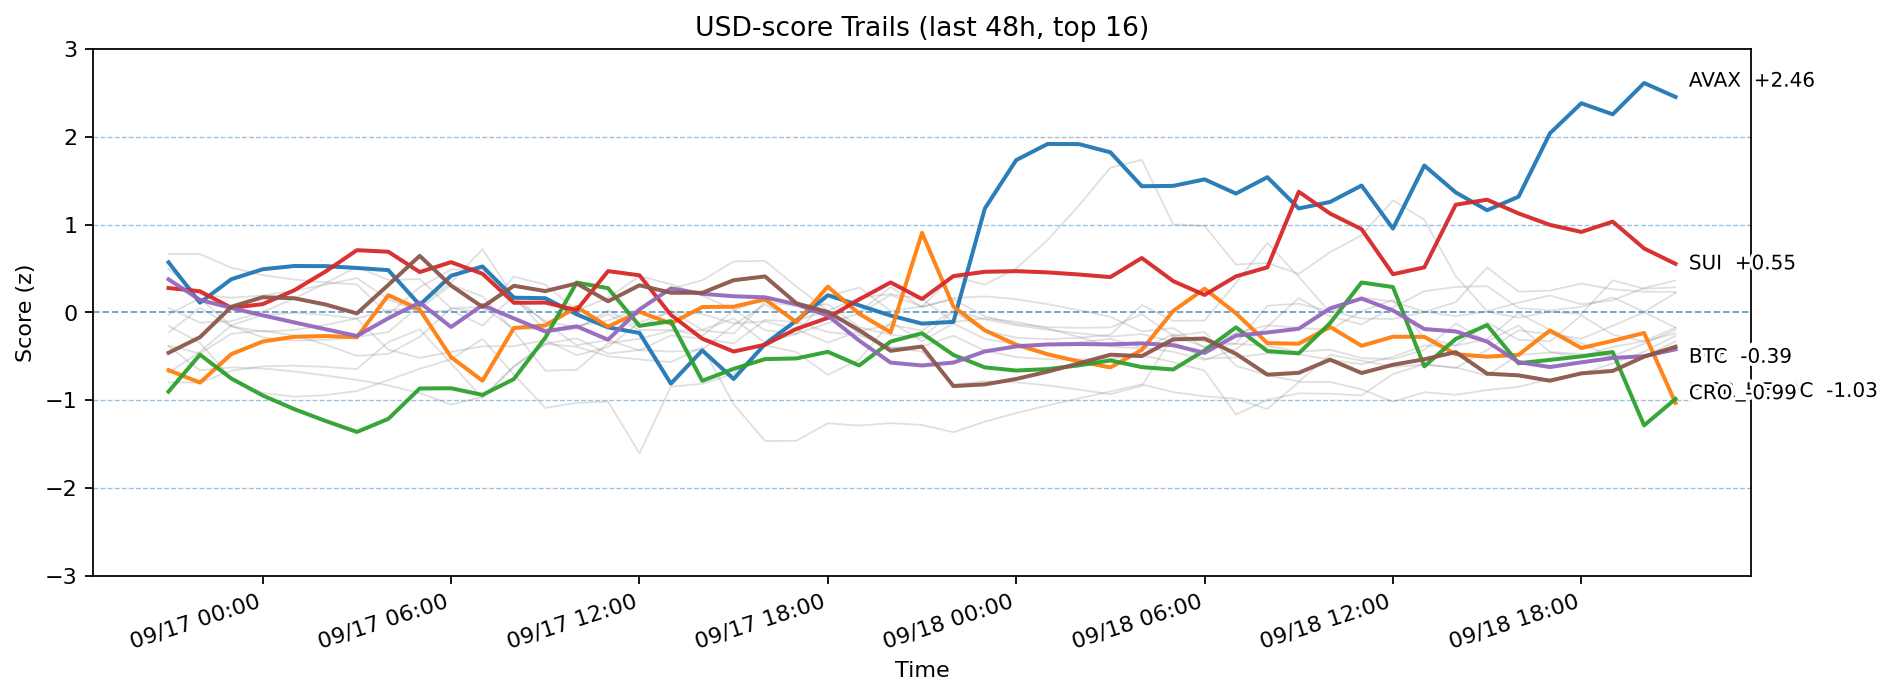 USD-score Trails (last 48h, top 16)
Score (z)
3
2
1
0
−1
−2
−3
AVAX +2.46
SUI +0.55
BTC -0.39
CRO -0.99
C -1.03
09/17 00:00
09/17 06:00
09/17 12:00
09/17 18:00
09/18 00:00
09/18 06:00
09/18 12:00
09/18 18:00
Time